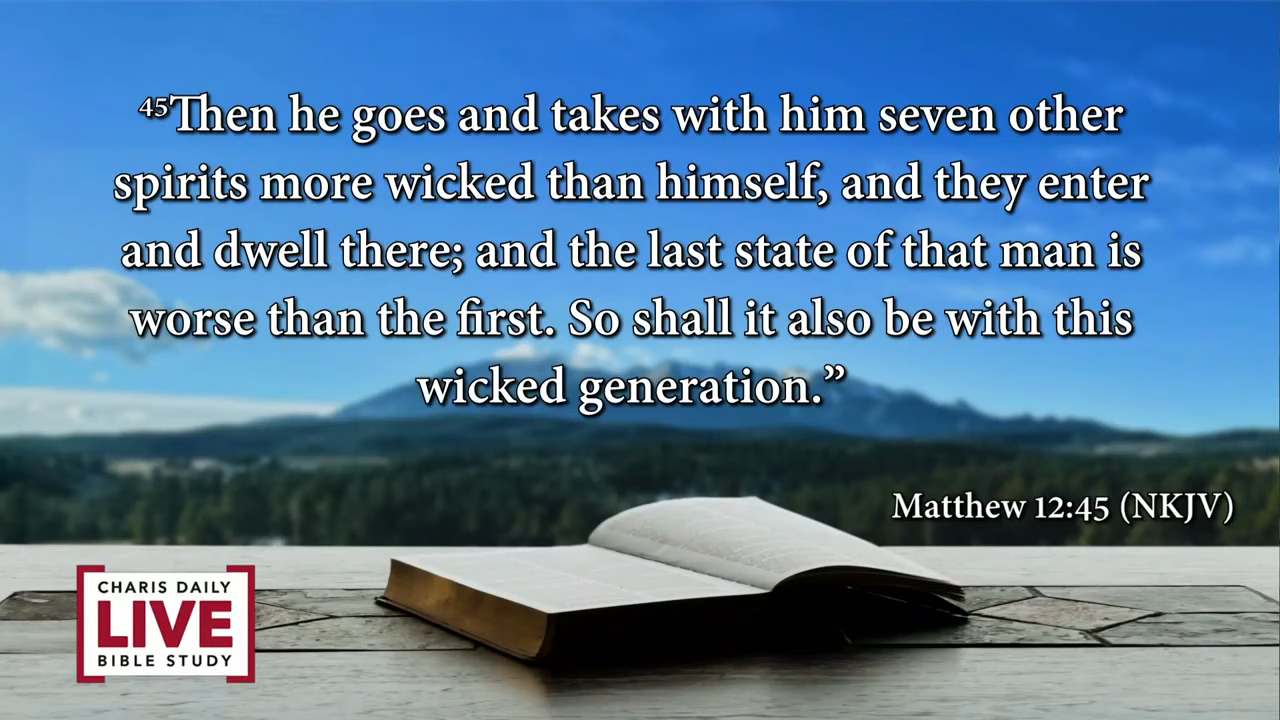 45Then he goes and takes with him seven other
spirits more wicked than himself, and they enter
and dwell there; and the last state of that man is
worse than the first. So shall it also be with this
wicked generation.”
Matthew 12:45 (NKJV)
CHARIS DAILY
LIVE
BIBLE STUDY